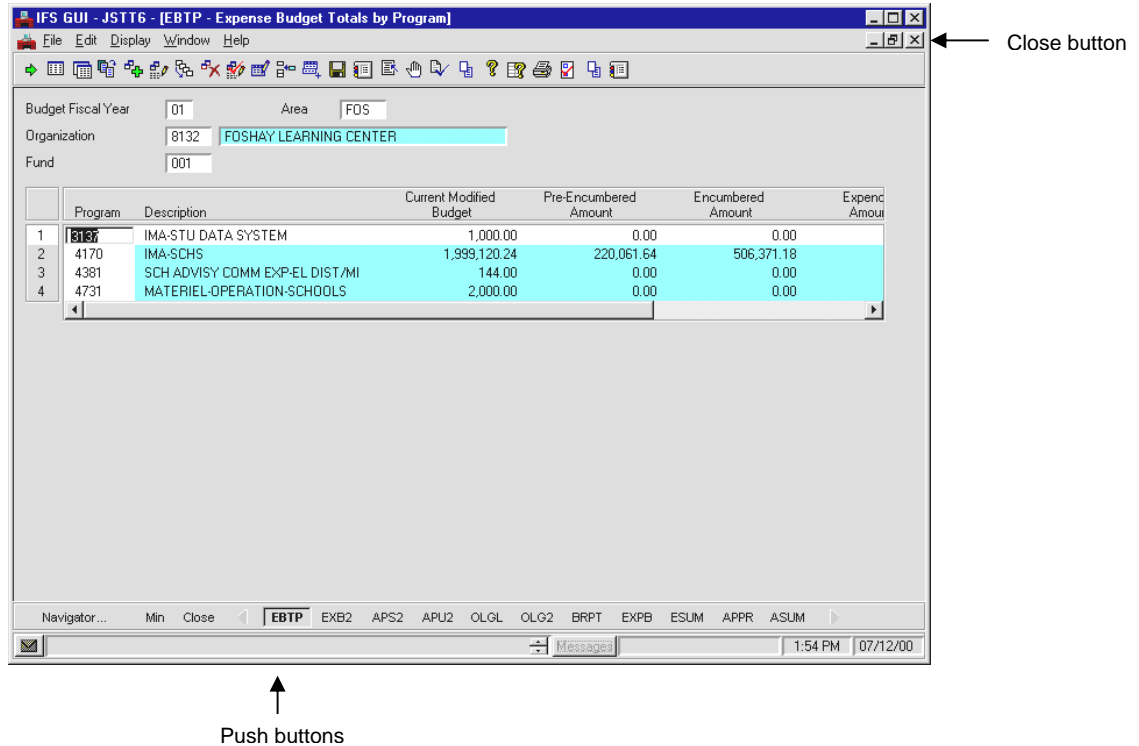 IFS GUI - JSTT6 - [EBTP - Expense Budget Totals by Program]
File Edit Display Window Help
Close button
Budget Fiscal Year 01 Area FOS
Organization 8132 FOSHAY LEARNING CENTER
Fund 001
Current Modified Pre-Encumbered Encumbered Expend
Program Description Budget Amount Amount Amou
1 3137 IMA-STU DATA SYSTEM 1,000.00 0.00 0.00
2 4170 IMA-SCHS 1,999,120.24 220,061.64 506,371.18
3 4381 SCH ADVISY COMM EXP-EL DIST/MI 144.00 0.00 0.00
4 4731 MATERIEL-OPERATION-SCHOOLS 2,000.00 0.00 0.00
Navigator... Min Close EBTP EXB2 APS2 APU2 OLGL OLG2 BRPT EXPB ESUM APPR ASUM
Messages 1:54 PM 07/12/00
Push buttons